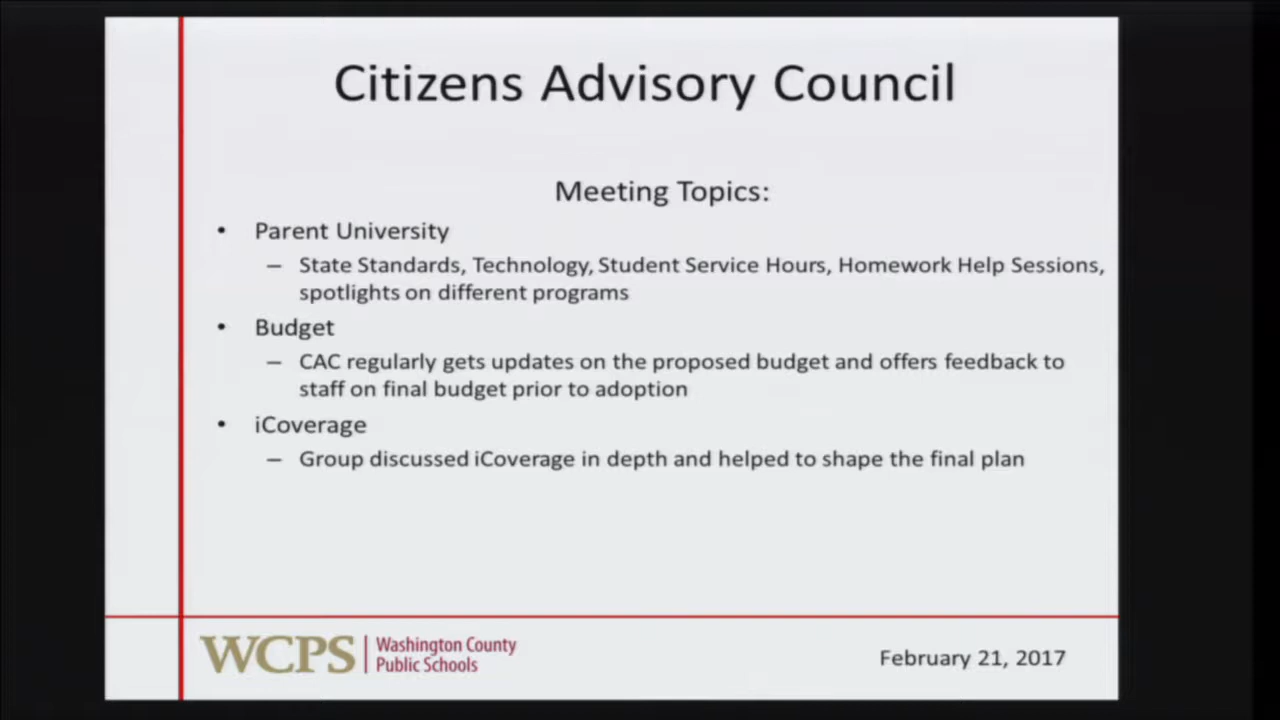 Citizens Advisory Council
Meeting Topics:
• Parent University
– State Standards, Technology, Student Service Hours, Homework Help Sessions,
spotlights on different programs
• Budget
– CAC regularly gets updates on the proposed budget and offers feedback to
staff on final budget prior to adoption
• iCoverage
– Group discussed iCoverage in depth and helped to shape the final plan
WCPS | Washington County
Public Schools
February 21, 2017